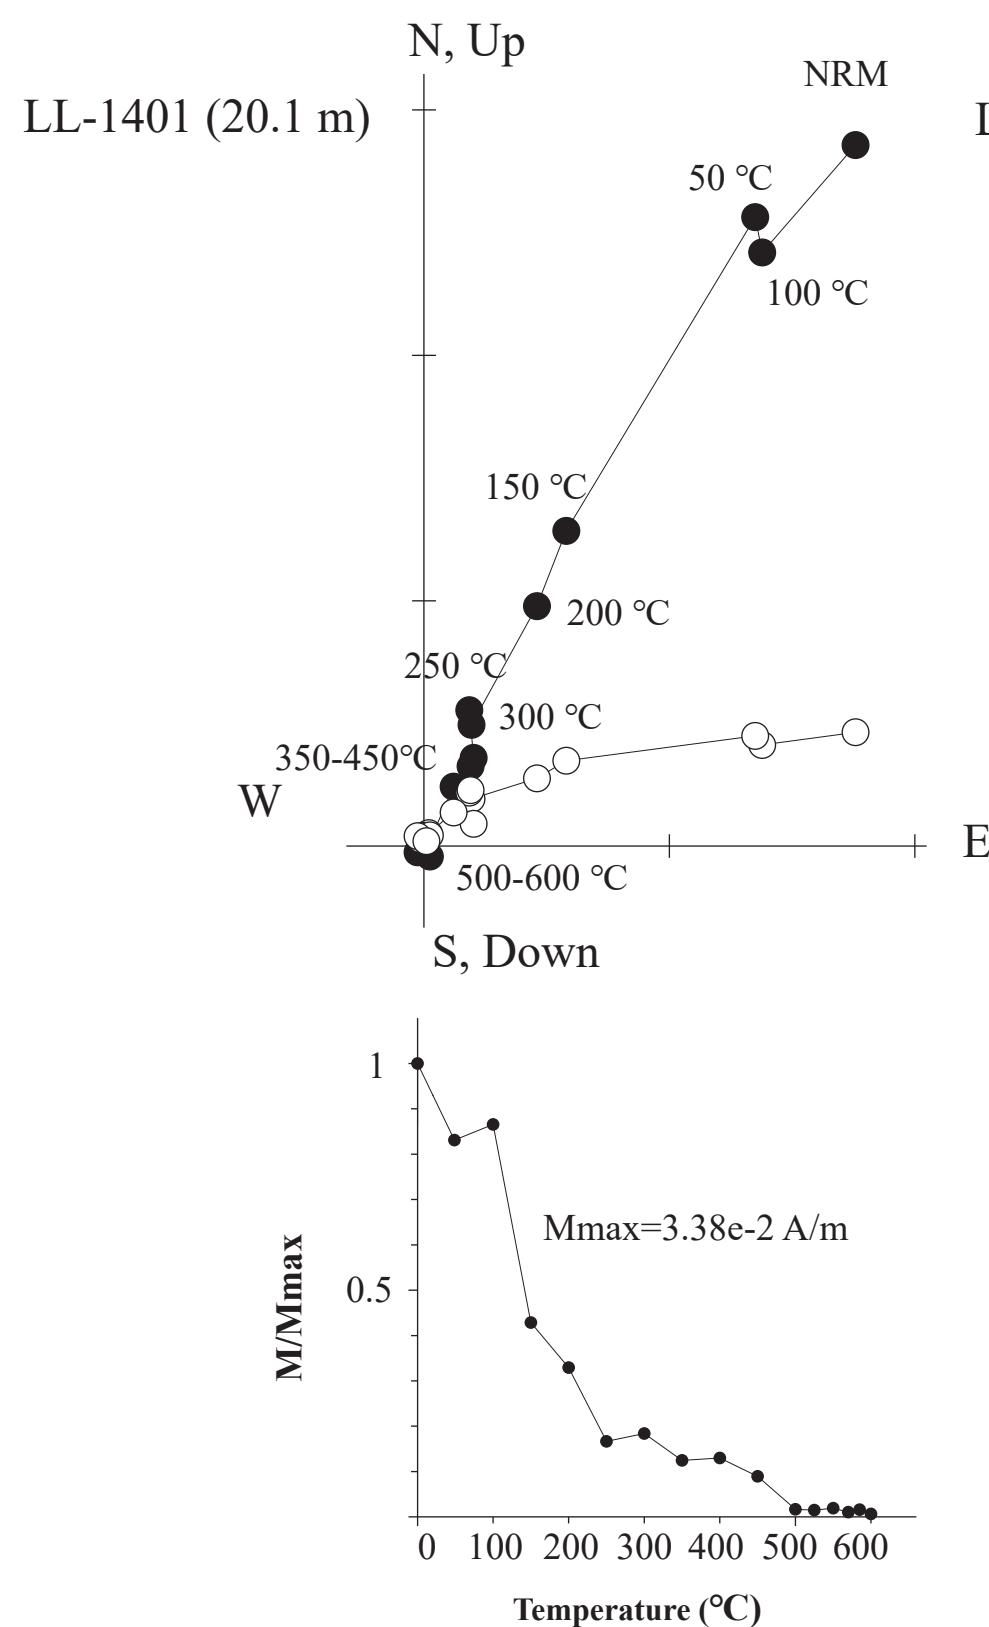 N, Up
NRM
LL-1401 (20.1 m)
50 ℃
100 ℃
150 ℃
200 ℃
250 ℃
300 ℃
350-450℃
W
E
500-600 ℃
S, Down
1
Mmax=3.38e-2 A/m
0.5
M/Mmax
0 100 200 300 400 500 600
Temperature (℃)